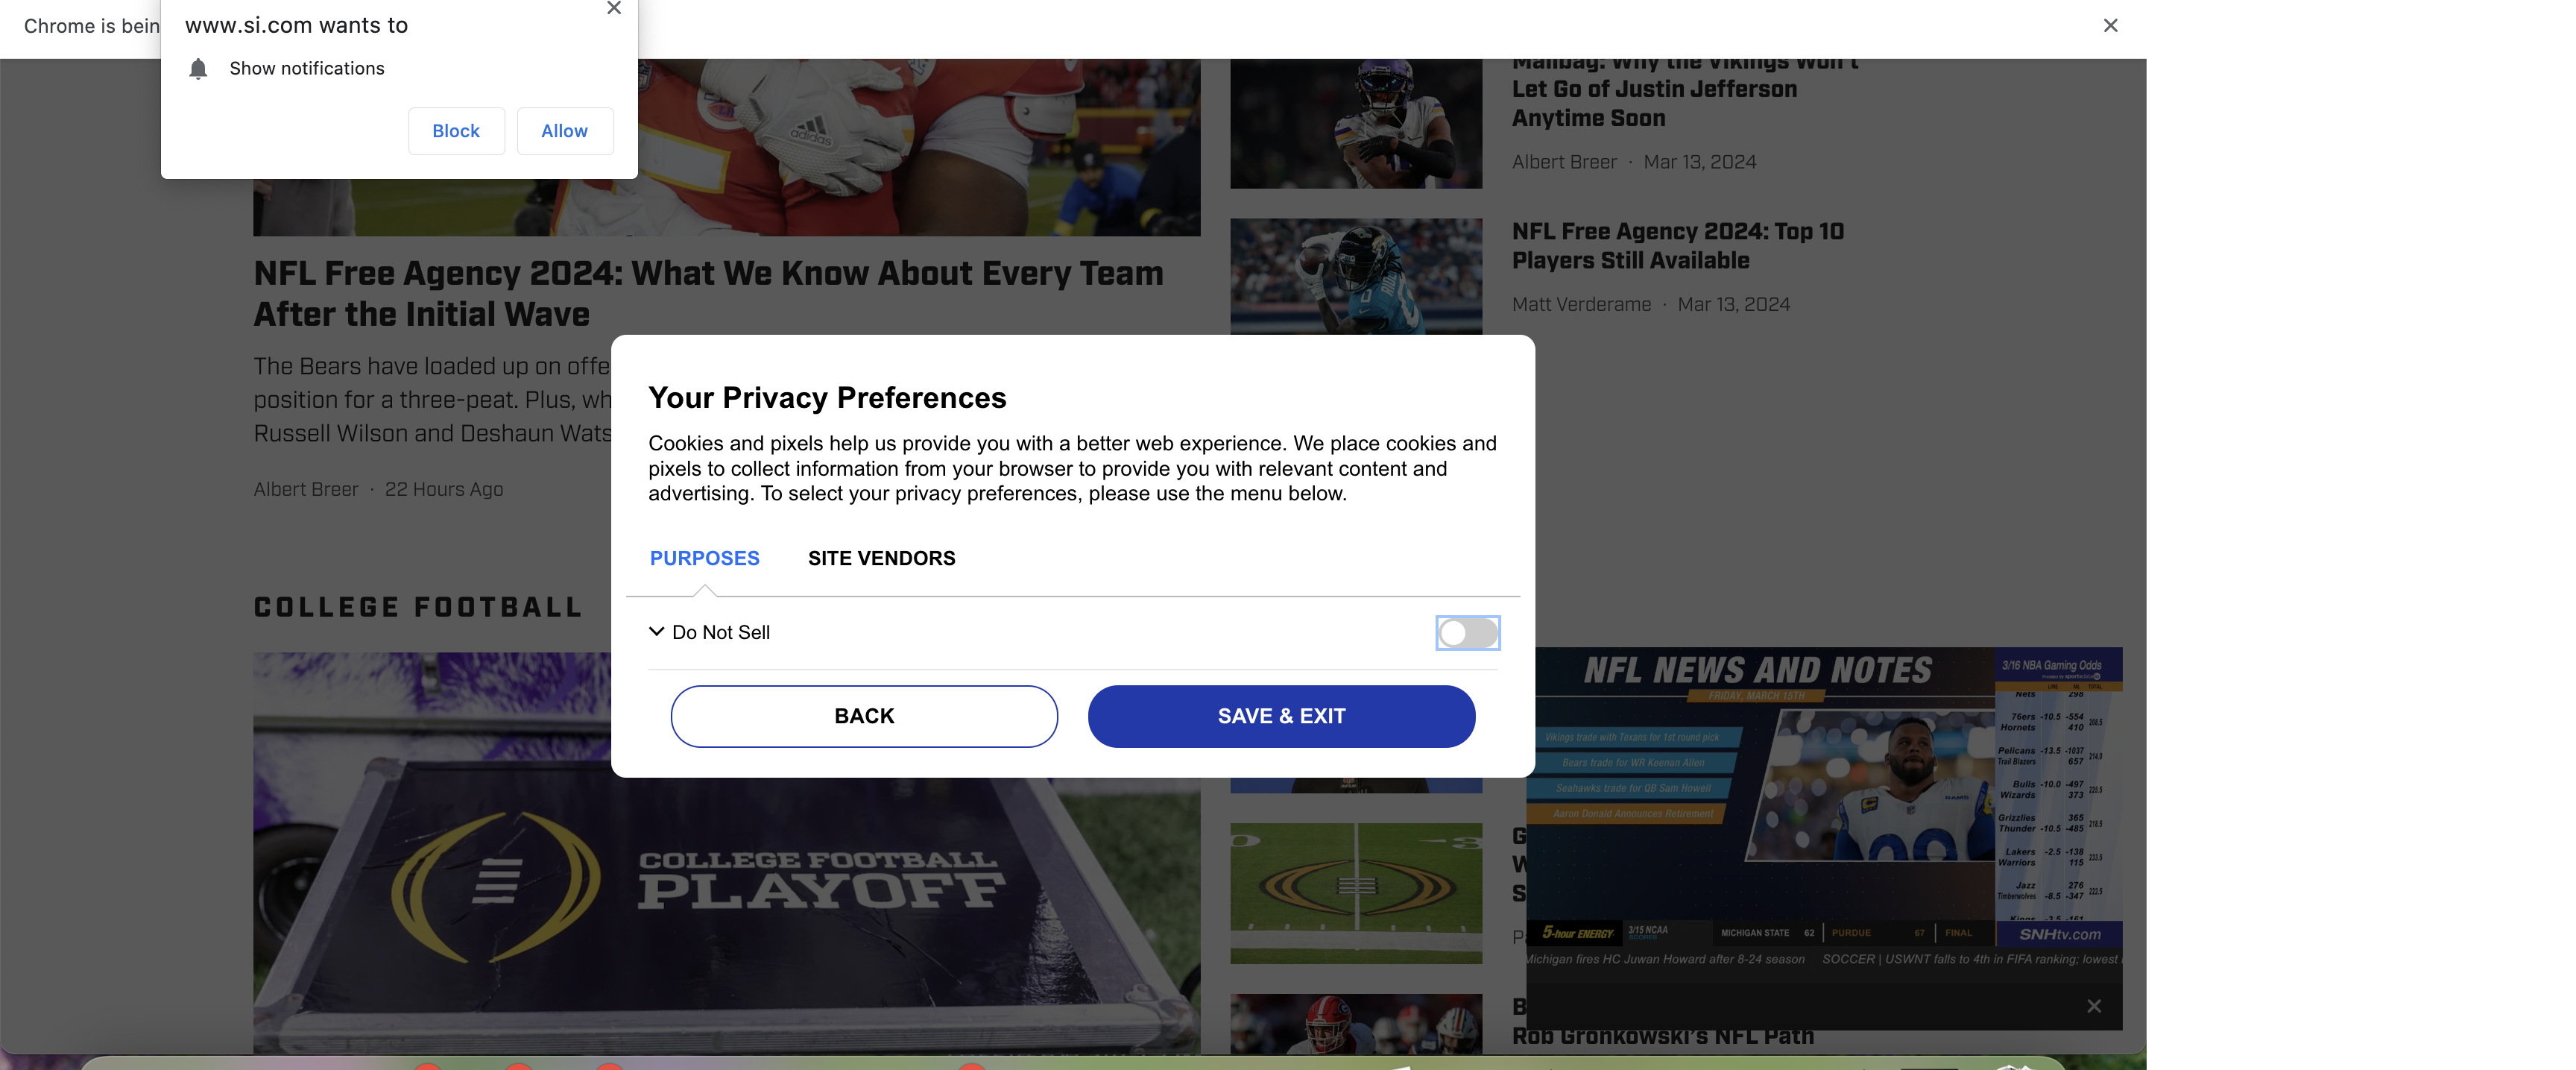 Chrome is bein
www.si.com wants to
Show notifications
Block
Allow
adidas
NFL Free Agency 2024: What We Know About Every Team
After the Initial Wave
The Bears have loaded up on offe
position for a three-peat. Plus, wh
Russell Wilson and Deshaun Wats
Albert Breer · 22 Hours Ago
Mailbag: Why the Vikings Won't
Let Go of Justin Jefferson
Anytime Soon
Albert Breer · Mar 13, 2024
NFL Free Agency 2024: Top 10
Players Still Available
Matt Verderame · Mar 13, 2024
Your Privacy Preferences
Cookies and pixels help us provide you with a better web experience. We place cookies and
pixels to collect information from your browser to provide you with relevant content and
advertising. To select your privacy preferences, please use the menu below.
PURPOSES
SITE VENDORS
Do Not Sell
BACK
SAVE & EXIT
COLLEGE FOOTBALL
COLLEGE FOOTBALL
PLAYOFF
NFL NEWS AND NOTES
FRIDAY, MARCH 15TH
Vikings trade with Texans for 1st round pick
Bears trade for WR Keenan Allen
Seahawks trade for QB Sam Howell
Aaron Donald Announces Retirement
3/16 NBA Gaming Odds
LINE ML TOTAL
Nets 298
76ers -10.5 -554 208.5
Hornets 410
Pelicans -13.5 -1037 214.0
Trail Blazers 657
Bulls -10.0 -497 225.5
Wizards 373
Grizzlies 365 218.5
Thunder -10.5 -485
Lakers -2.5 -138 233.5
Warriors 115
Jazz 276 222.5
Timberwolves -8.5 -347
Kings -3.5 -161
5-hour ENERGY
3/15 NCAA
SCORES
MICHIGAN STATE 62 PURDUE 67 FINAL
SNHtv.com
Michigan fires HC Juwan Howard after 8-24 season SOCCER | USWNT falls to 4th in FIFA ranking; lowest
G
W
S
P
B
Rob Gronkowski's NFL Path